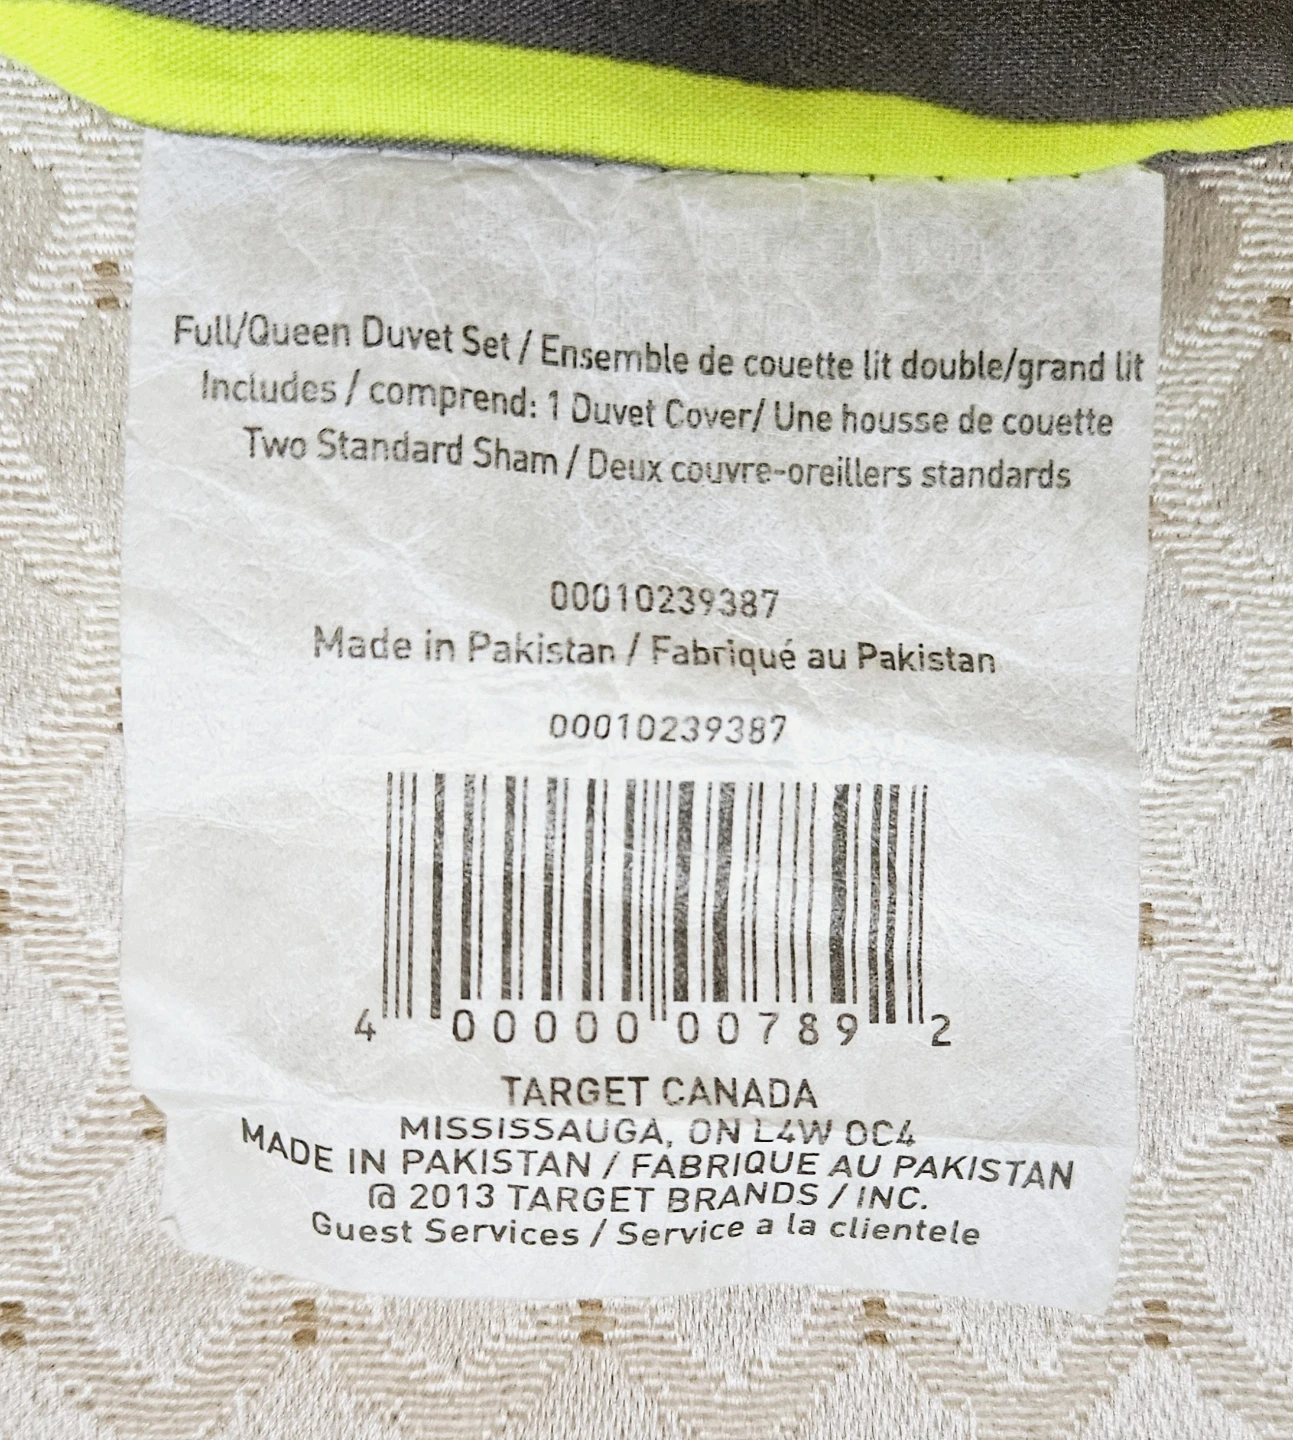 Full/Queen Duvet Set / Ensemble de couette lit double/grand lit
Includes / comprend: 1 Duvet Cover/ Une housse de couette
Two Standard Sham / Deux couvre-oreillers standards
00010239387
Made in Pakistan / Fabriqué au Pakistan
00010239387
4 00000 00789 2
TARGET CANADA
MISSISSAUGA, ON L4W 0C4
MADE IN PAKISTAN / FABRIQUE AU PAKISTAN
@ 2013 TARGET BRANDS / INC.
Guest Services / Service a la clientele